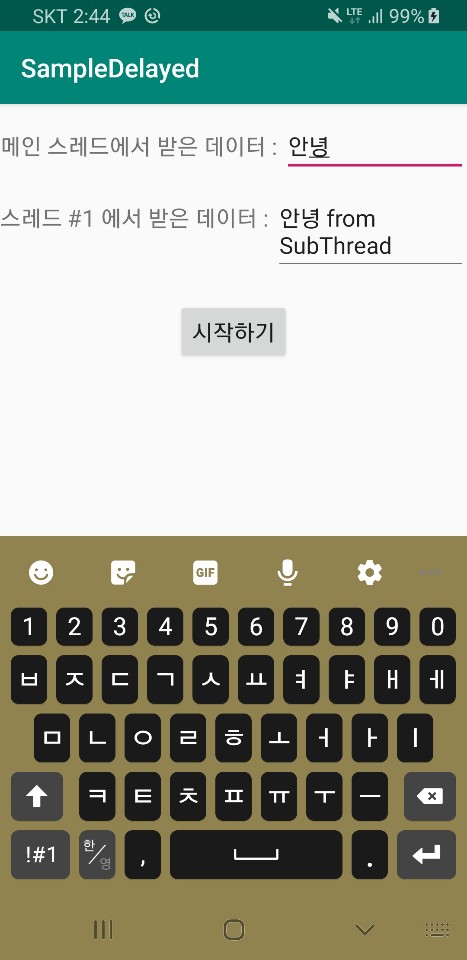 SKT 2:44 TALK LTE 99%
SampleDelayed
메인 스레드에서 받은 데이터 : 안녕
스레드 #1 에서 받은 데이터 : 안녕 from
SubThread
시작하기
GIF
1 2 3 4 5 6 7 8 9 0
ㅂ ㅈ ㄷ ㄱ ㅅ ㅛ ㅕ ㅑ ㅐ ㅔ
ㅁ ㄴ ㅇ ㄹ ㅎ ㅗ ㅓ ㅏ ㅣ
ㅋ ㅌ ㅊ ㅍ ㅠ ㅜ ㅡ
!#1 한/영 , .